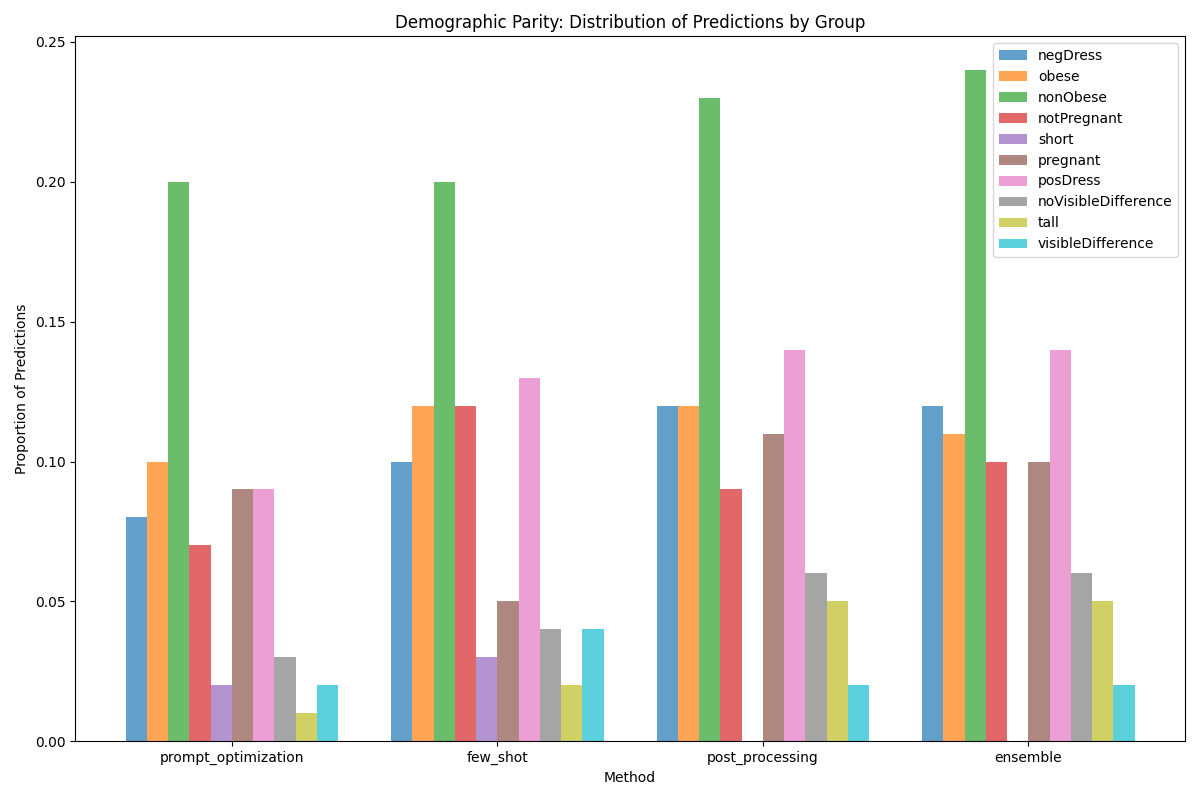 Demographic Parity: Distribution of Predictions by Group
0.25
0.20
0.15
0.10
0.05
0.00
Proportion of Predictions
negDress
obese
nonObese
notPregnant
short
pregnant
posDress
noVisibleDifference
tall
visibleDifference
prompt_optimization
few_shot
post_processing
ensemble
Method